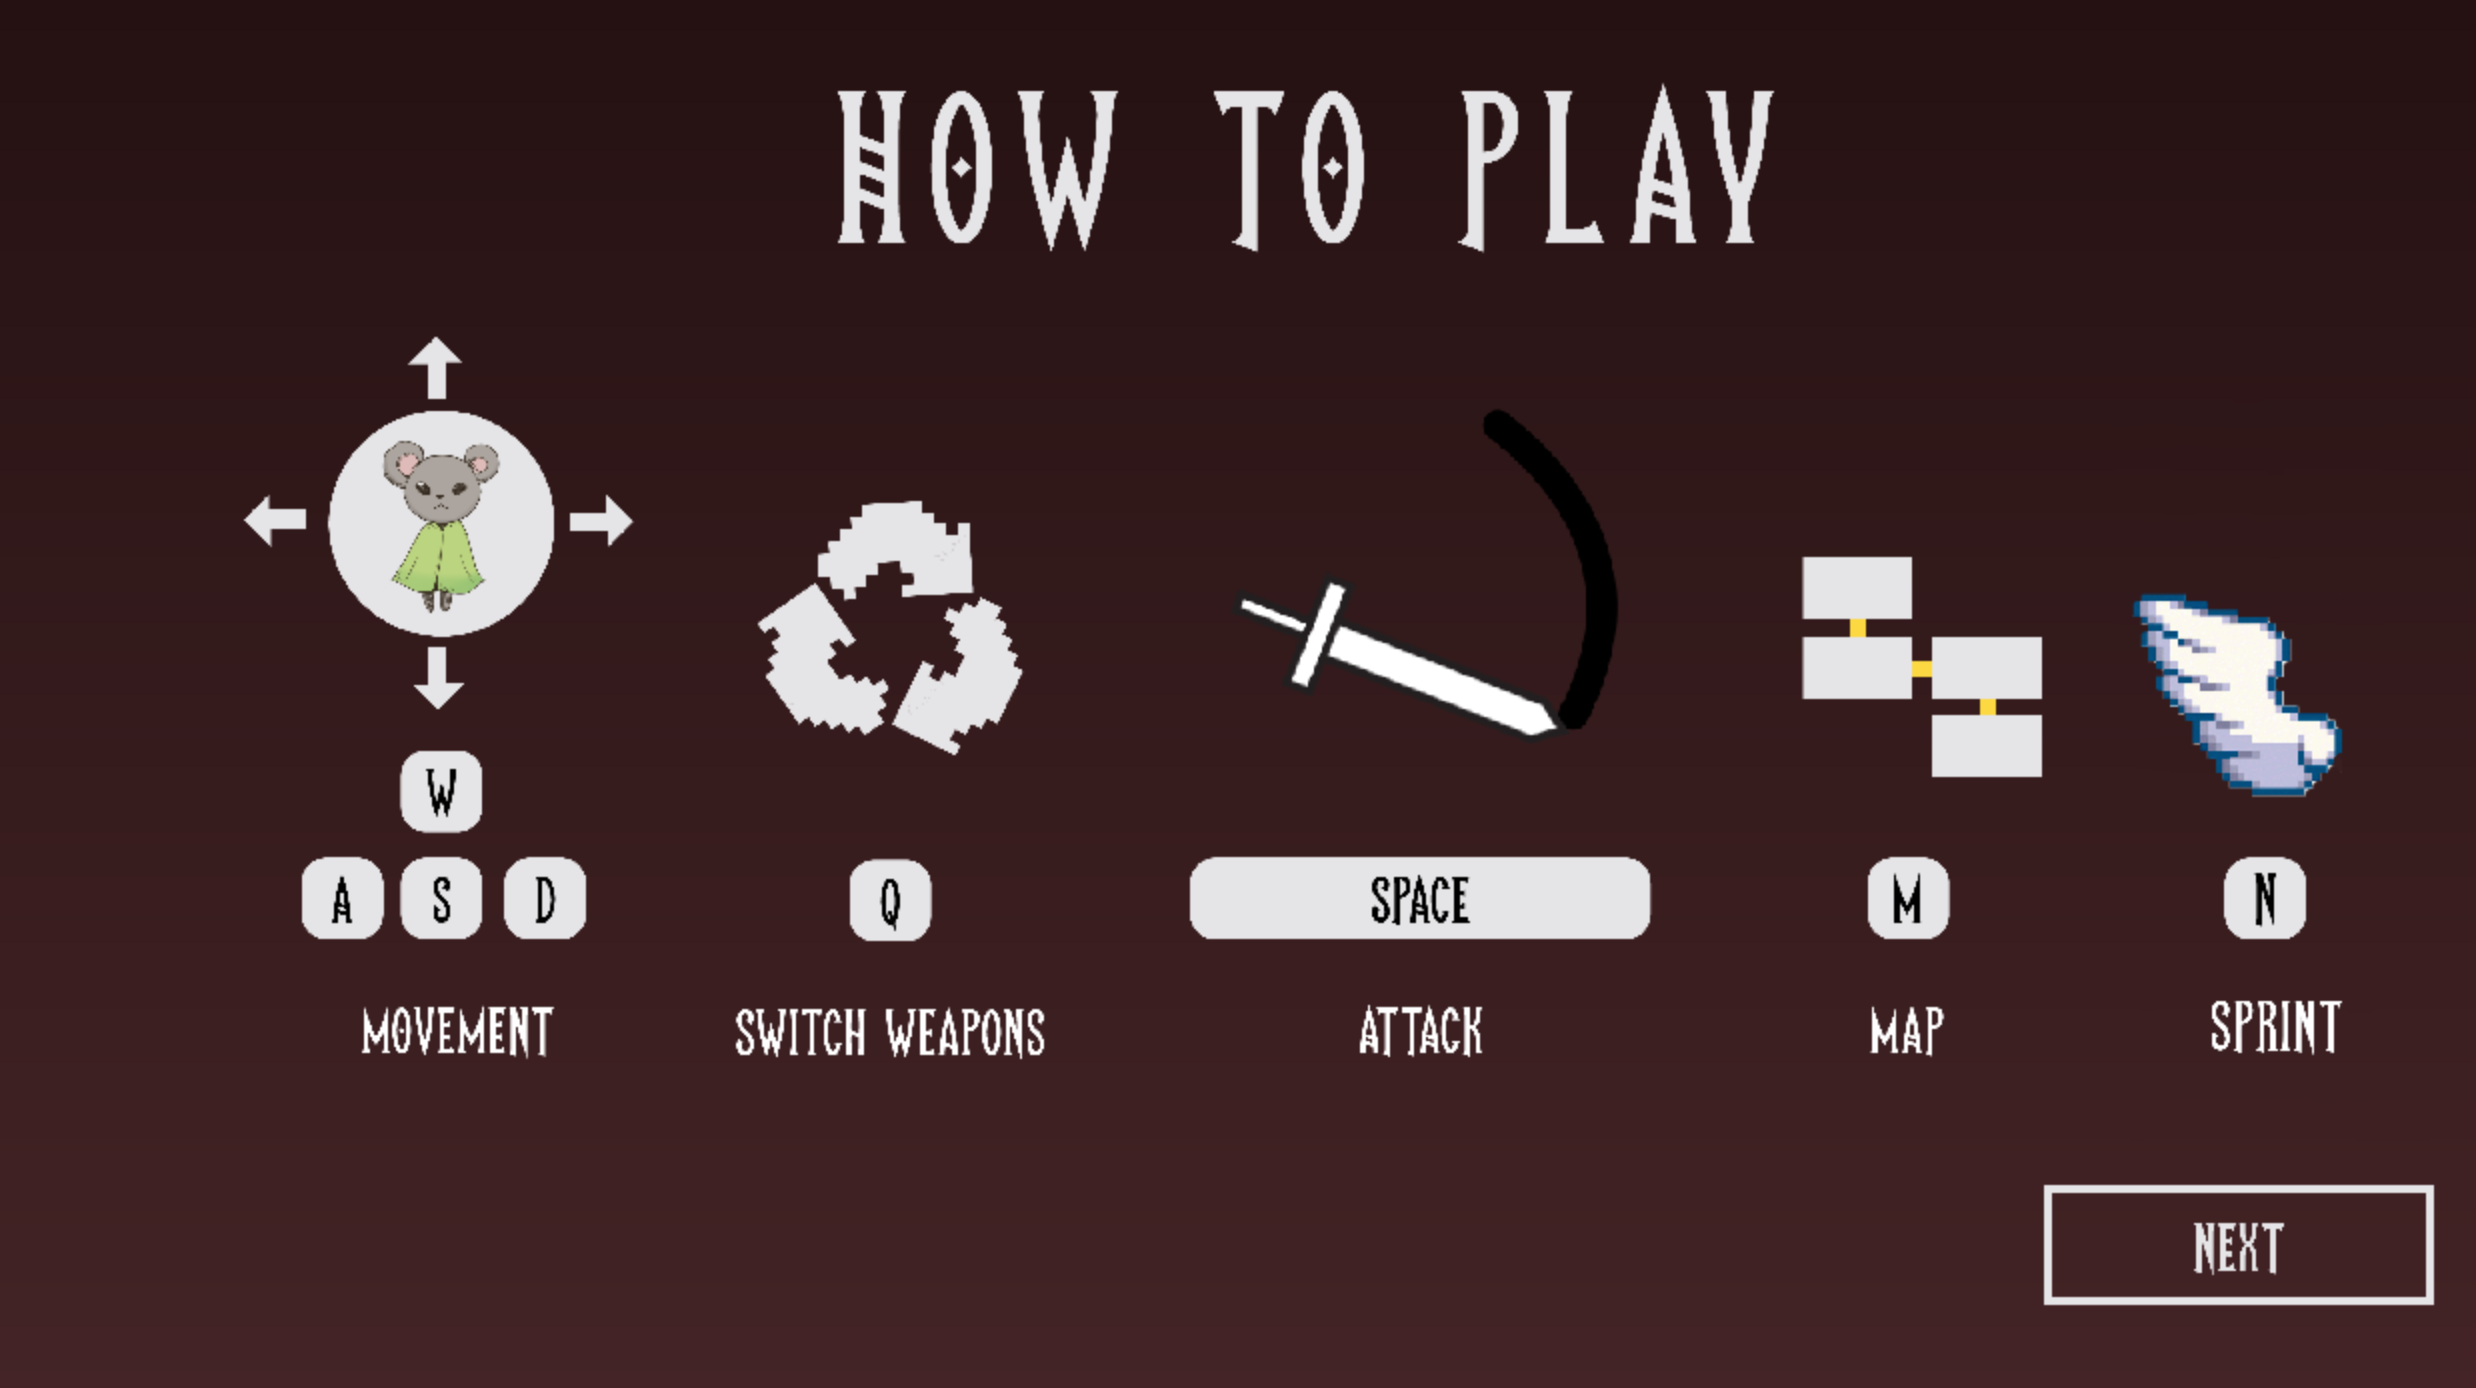 HOW TO PLAY
W
A S D
Q
SPACE
M
N
MOVEMENT
SWITCH WEAPONS
ATTACK
MAP
SPRINT
NEXT